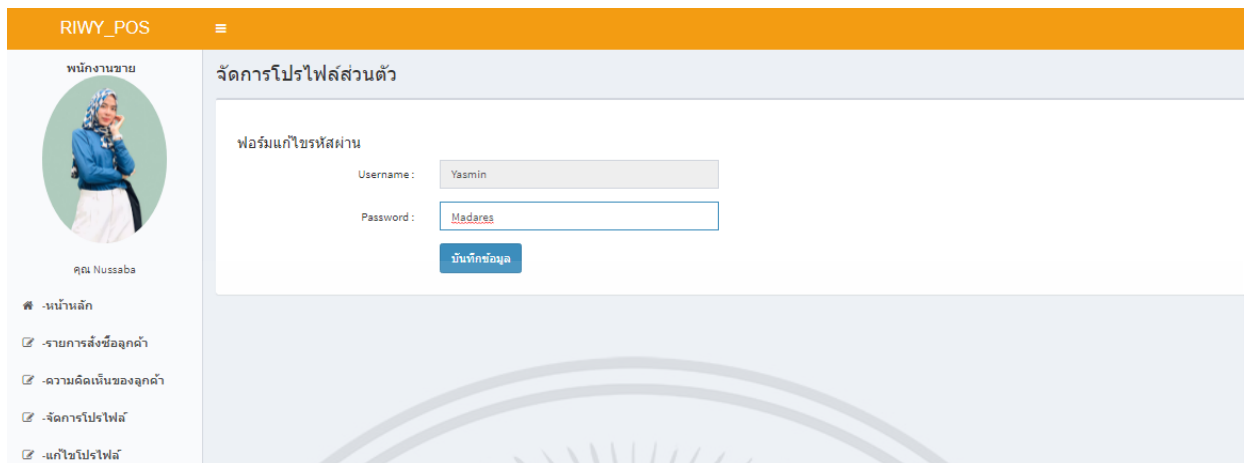 RIWY_POS
พนักงานขาย
จัดการโปรไฟล์ส่วนตัว
ฟอร์มแก้ไขรหัสผ่าน
Username :
Yasmin
Password :
Madares
บันทึกข้อมูล
คุณ Nussaba
-หน้าหลัก
-รายการสั่งซื้อลูกค้า
-ความคิดเห็นของลูกค้า
-จัดการโปรไฟล์
-แก้ไขโปรไฟล์